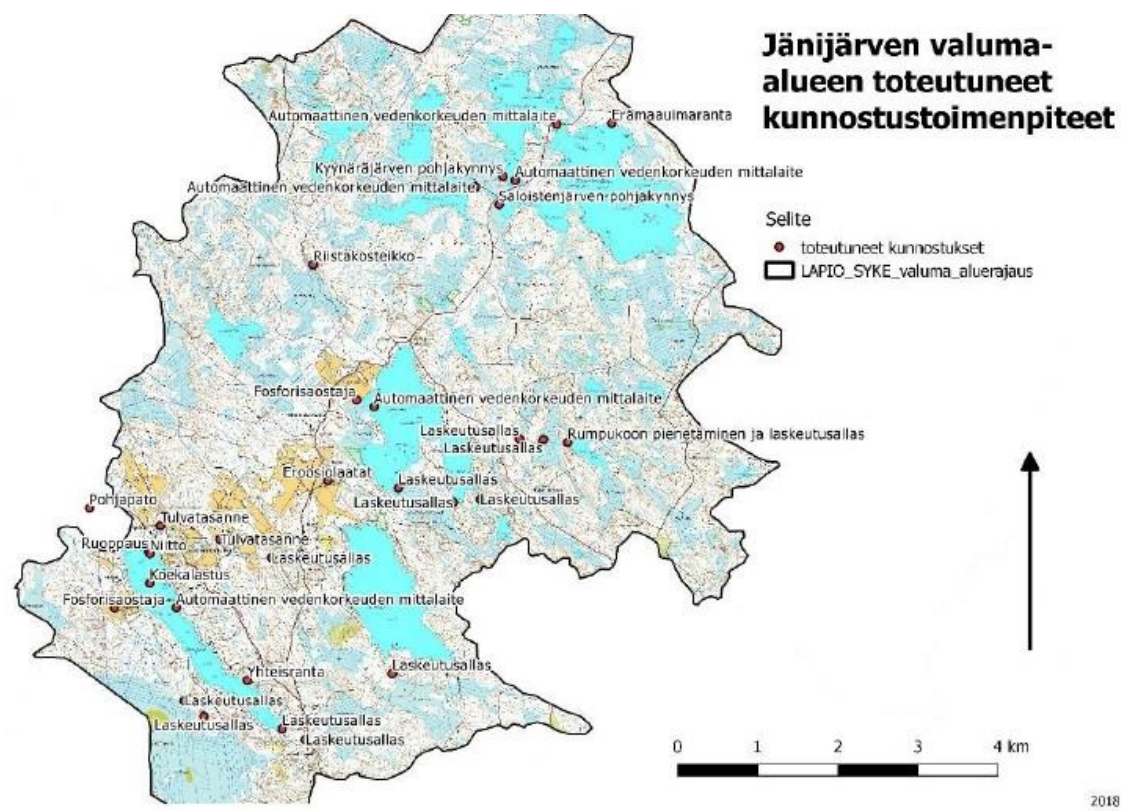 Jänijärven valuma-
alueen toteutuneet
kunnostustoimenpiteet
Automaattinen vedenkorkeuden mittalaite
Erämaauimaranta
Kyynäräjärven pohjakynnys
Automaattinen vedenkorkeuden mittalaite
Automaattinen vedenkorkeuden mittalaite
Saloistenjärven pohjakynnys
Selite
toteutuneet kunnostukset
LAPIO_SYKE_valuma_aluerajaus
Riistakosteikko
Fosforisaostaja
Automaattinen vedenkorkeuden mittalaite
Laskeutusallas
Laskeutusallas
Rumpukoon pienetäminen ja laskeutusallas
Eroosiolaatat
Laskeutusallas
Laskeutusallas
Laskeutusallas
Pohjapato
Tulvatasanne
Ruoppaus
Niitto
Tulvatasanne
Laskeutusallas
Koekalastus
Fosforisaostaja
Automaattinen vedenkorkeuden mittalaite
Yhteisranta
Laskeutusallas
Laskeutusallas
Laskeutusallas
Laskeutusallas
Laskeutusallas
0 1 2 3 4 km
2018